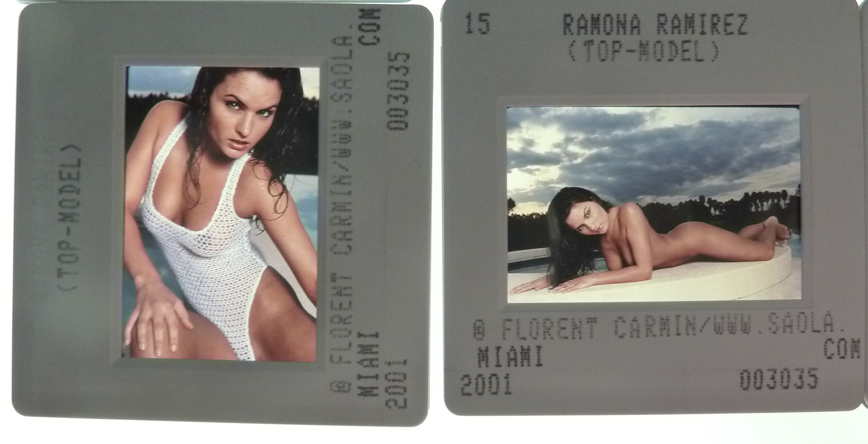 (TOP-MODEL)
@ FLORENT CARMIN/WWW.SAOLA.
COM
MIAMI
2001
003035
15
RAMONA RAMIREZ
(TOP-MODEL)
@ FLORENT CARMIN/WWW.SAOLA.
COM
MIAMI
2001
003035